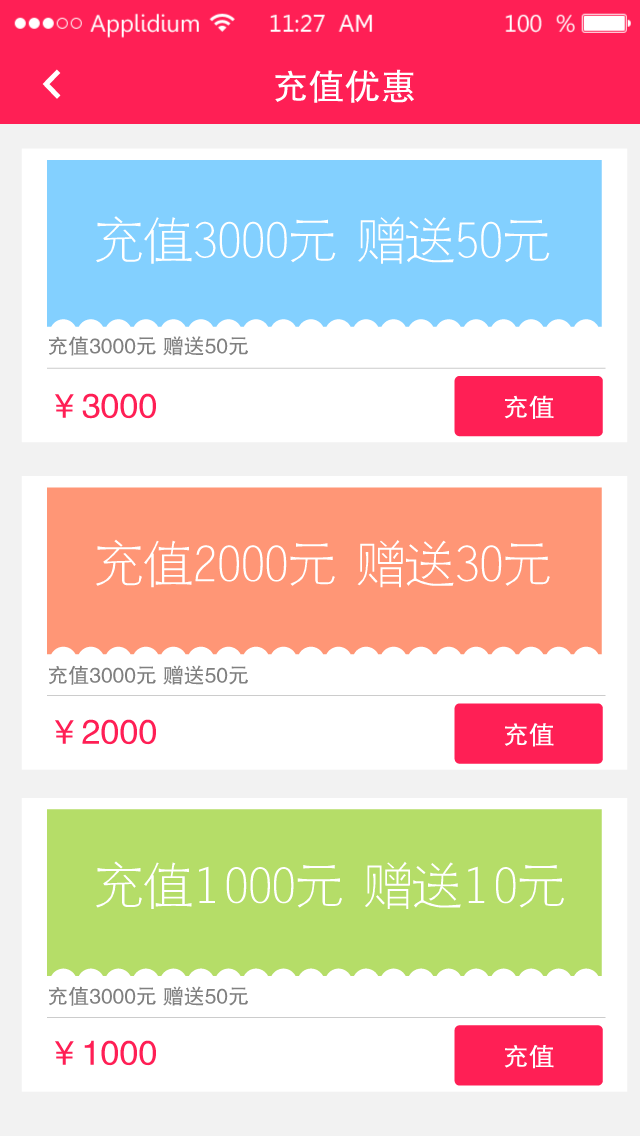 Applidium 11:27 AM 100 %
充值优惠
充值3000元 赠送50元
充值3000元 赠送50元
￥3000 充值
充值2000元 赠送30元
充值3000元 赠送50元
￥2000 充值
充值1000元 赠送10元
充值3000元 赠送50元
￥1000 充值